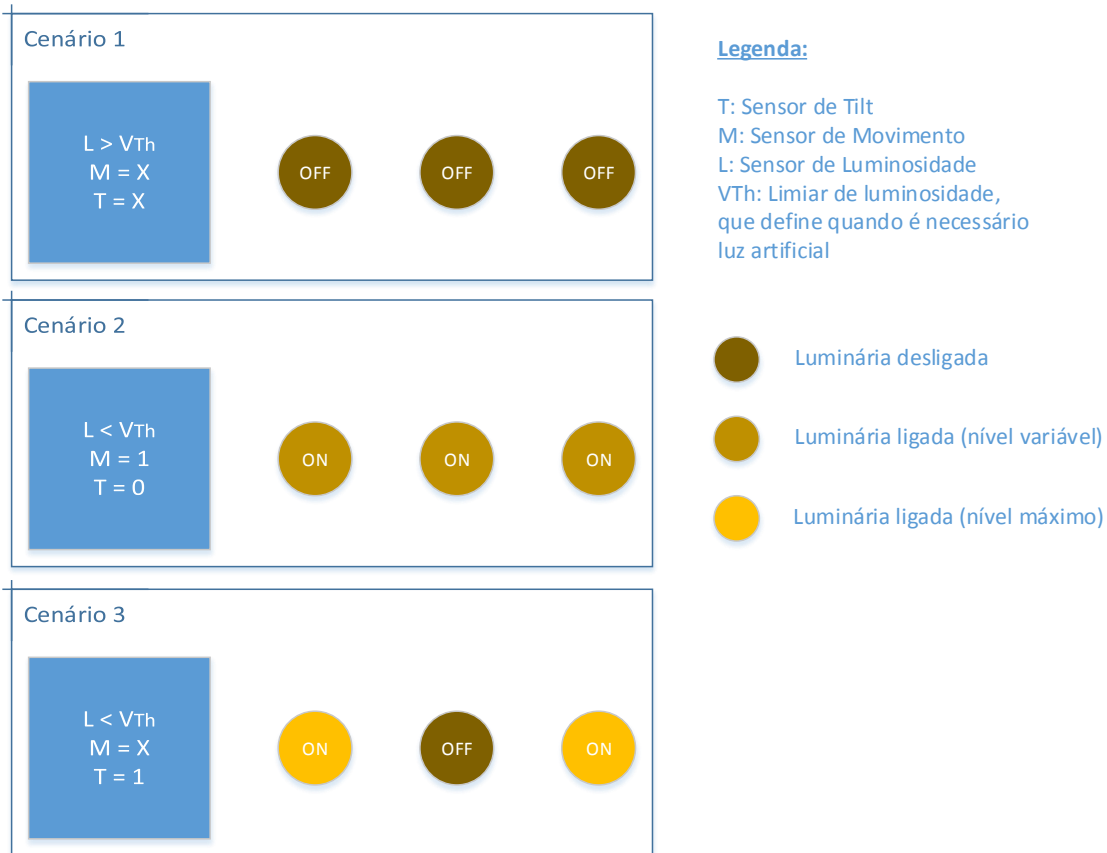 Cenário 1
L > VTh
M = X
T = X
OFF
OFF
OFF
Cenário 2
L < VTh
M = 1
T = 0
ON
ON
ON
Cenário 3
L < VTh
M = X
T = 1
ON
OFF
ON
Legenda:
T: Sensor de Tilt
M: Sensor de Movimento
L: Sensor de Luminosidade
VTh: Limiar de luminosidade,
que define quando é necessário
luz artificial
Luminária desligada
Luminária ligada (nível variável)
Luminária ligada (nível máximo)